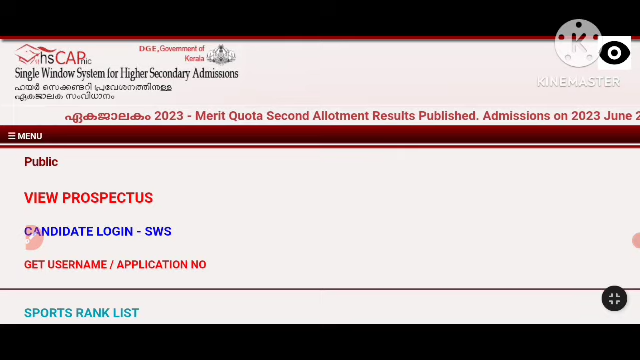 hsCAPnic
D.G.E, Government of
Kerala
Single Window System for Higher Secondary Admissions
ഹയർ സെക്കണ്ടറി പ്രവേശനത്തിനുള്ള
ഏകജാലക സംവിധാനം
KINEMASTER
ഏകജാലകം 2023 - Merit Quota Second Allotment Results Published. Admissions on 2023 June 2
☰ MENU
Public
VIEW PROSPECTUS
CANDIDATE LOGIN - SWS
GET USERNAME / APPLICATION NO
SPORTS RANK LIST